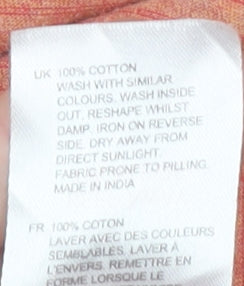 UK 100% COTTON
WASH WITH SIMILAR
COLOURS. WASH INSIDE
OUT. RESHAPE WHILST
DAMP. IRON ON REVERSE
SIDE. DRY AWAY FROM
DIRECT SUNLIGHT.
FABRIC PRONE TO PILLING.
MADE IN INDIA
FR 100% COTON
LAVER AVEC DES COULEURS
SEMBLABLES. LAVER À
L'ENVERS. REMETTRE EN
FORME LORSQUE LE